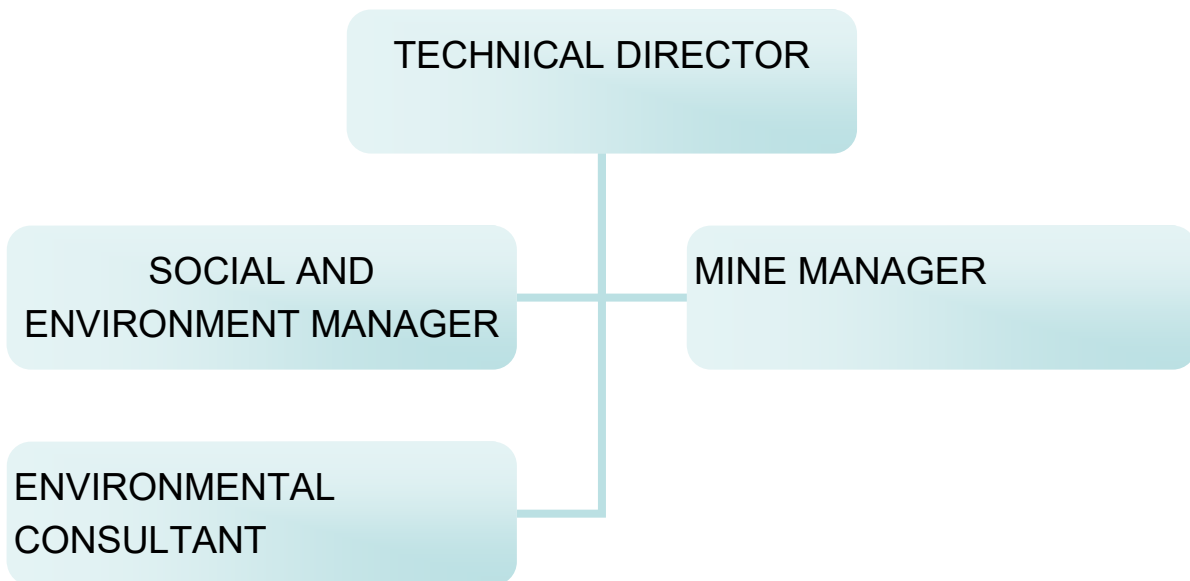 TECHNICAL DIRECTOR
SOCIAL AND
ENVIRONMENT MANAGER
MINE MANAGER
ENVIRONMENTAL
CONSULTANT